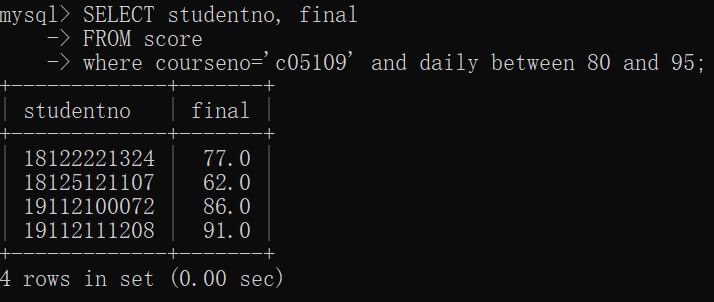 mysql> SELECT studentno, final
    -> FROM score
    -> where courseno='c05109' and daily between 80 and 95;
+-------------+-------+
| studentno   | final |
+-------------+-------+
| 18122221324 |  77.0 |
| 18125121107 |  62.0 |
| 19112100072 |  86.0 |
| 19112111208 |  91.0 |
+-------------+-------+
4 rows in set (0.00 sec)